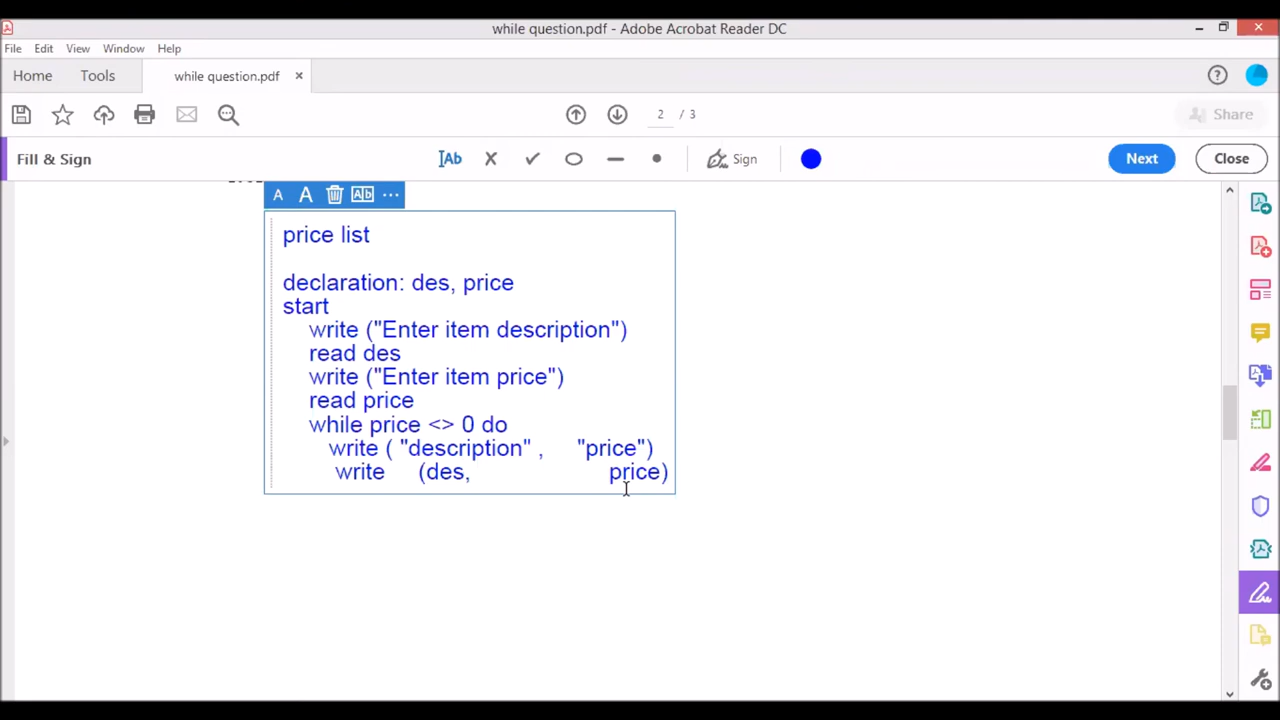 while question.pdf - Adobe Acrobat Reader DC
File Edit View Window Help
Home Tools while question.pdf ×
2 / 3
Share
Fill & Sign
Ab
Sign
Next
Close
A A Ab ...
price list
declaration: des, price
start
write ("Enter item description")
read des
write ("Enter item price")
read price
while price <> 0 do
write ( "description" , "price")
write (des, price)